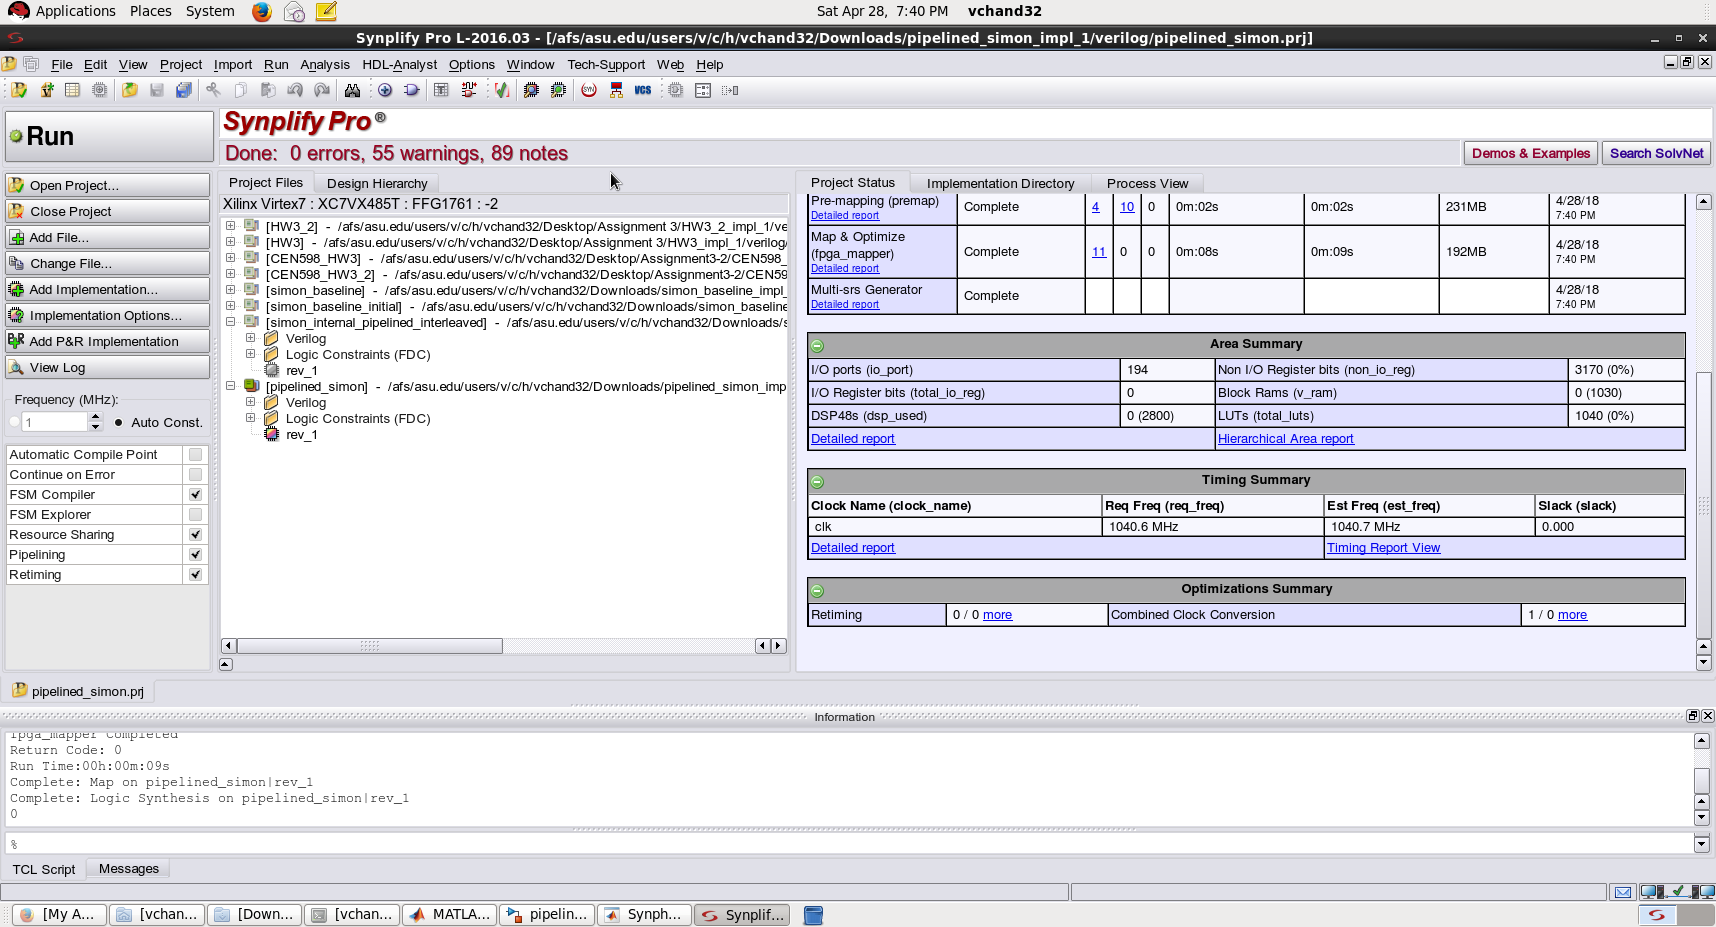 Applications Places System Sat Apr 28, 7:40 PM vchand32
Synplify Pro L-2016.03 - [/afs/asu.edu/users/v/c/h/vchand32/Downloads/pipelined_simon_impl_1/verilog/pipelined_simon.prj]
File Edit View Project Import Run Analysis HDL-Analyst Options Window Tech-Support Web Help
SYN VCS
Run
Synplify Pro ®
Done: 0 errors, 55 warnings, 89 notes
Demos & Examples Search SolvNet
Open Project...
Close Project
Add File...
Change File...
Add Implementation...
Implementation Options...
P&R Add P&R Implementation
View Log
Frequency (MHz):
1 Auto Const.
Automatic Compile Point
Continue on Error
FSM Compiler
FSM Explorer
Resource Sharing
Pipelining
Retiming
Project Files Design Hierarchy
Xilinx Virtex7 : XC7VX485T : FFG1761 : -2
[HW3_2] - /afs/asu.edu/users/v/c/h/vchand32/Desktop/Assignment 3/HW3_2_impl_1/ve
[HW3] - /afs/asu.edu/users/v/c/h/vchand32/Desktop/Assignment 3/HW3_impl_1/verilog/
[CEN598_HW3] - /afs/asu.edu/users/v/c/h/vchand32/Desktop/Assignment3-2/CEN598_
[CEN598_HW3_2] - /afs/asu.edu/users/v/c/h/vchand32/Desktop/Assignment3-2/CEN59
[simon_baseline] - /afs/asu.edu/users/v/c/h/vchand32/Downloads/simon_baseline_impl_
[simon_baseline_initial] - /afs/asu.edu/users/v/c/h/vchand32/Downloads/simon_baseline
[simon_internal_pipelined_interleaved] - /afs/asu.edu/users/v/c/h/vchand32/Downloads/s
Verilog
Logic Constraints (FDC)
rev_1
[pipelined_simon] - /afs/asu.edu/users/v/c/h/vchand32/Downloads/pipelined_simon_imp
Verilog
Logic Constraints (FDC)
rev_1
Project Status Implementation Directory Process View
Pre-mapping (premap) Complete 4 10 0 0m:02s 0m:02s 231MB 4/28/18
Detailed report 7:40 PM
Map & Optimize
(fpga_mapper) Complete 11 0 0 0m:08s 0m:09s 192MB 4/28/18
Detailed report 7:40 PM
Multi-srs Generator Complete 4/28/18
Detailed report 7:40 PM
Area Summary
I/O ports (io_port) 194 Non I/O Register bits (non_io_reg) 3170 (0%)
I/O Register bits (total_io_reg) 0 Block Rams (v_ram) 0 (1030)
DSP48s (dsp_used) 0 (2800) LUTs (total_luts) 1040 (0%)
Detailed report Hierarchical Area report
Timing Summary
Clock Name (clock_name) Req Freq (req_freq) Est Freq (est_freq) Slack (slack)
clk 1040.6 MHz 1040.7 MHz 0.000
Detailed report Timing Report View
Optimizations Summary
Retiming 0 / 0 more Combined Clock Conversion 1 / 0 more
pipelined_simon.prj
Information
fpga_mapper Completed
Return Code: 0
Run Time:00h:00m:09s
Complete: Map on pipelined_simon|rev_1
Complete: Logic Synthesis on pipelined_simon|rev_1
0
%
TCL Script Messages
[My A... [vchan... [Down... [vchan... MATLA... pipelin... Synph... Synplif...